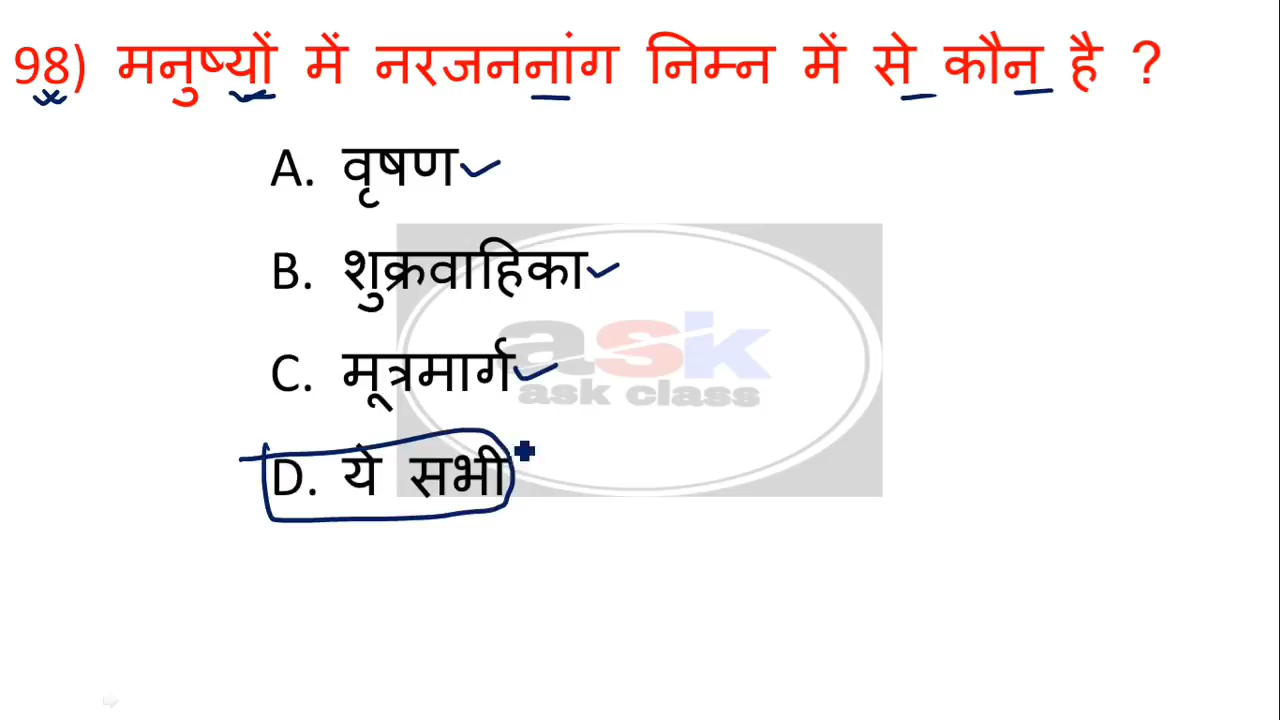 98) मनुष्यों में नरजननांग निम्न में से कौन है ?
A. वृषण
B. शुक्रवाहिका
ask
C. मूत्रमार्ग
ask class
D. ये सभी